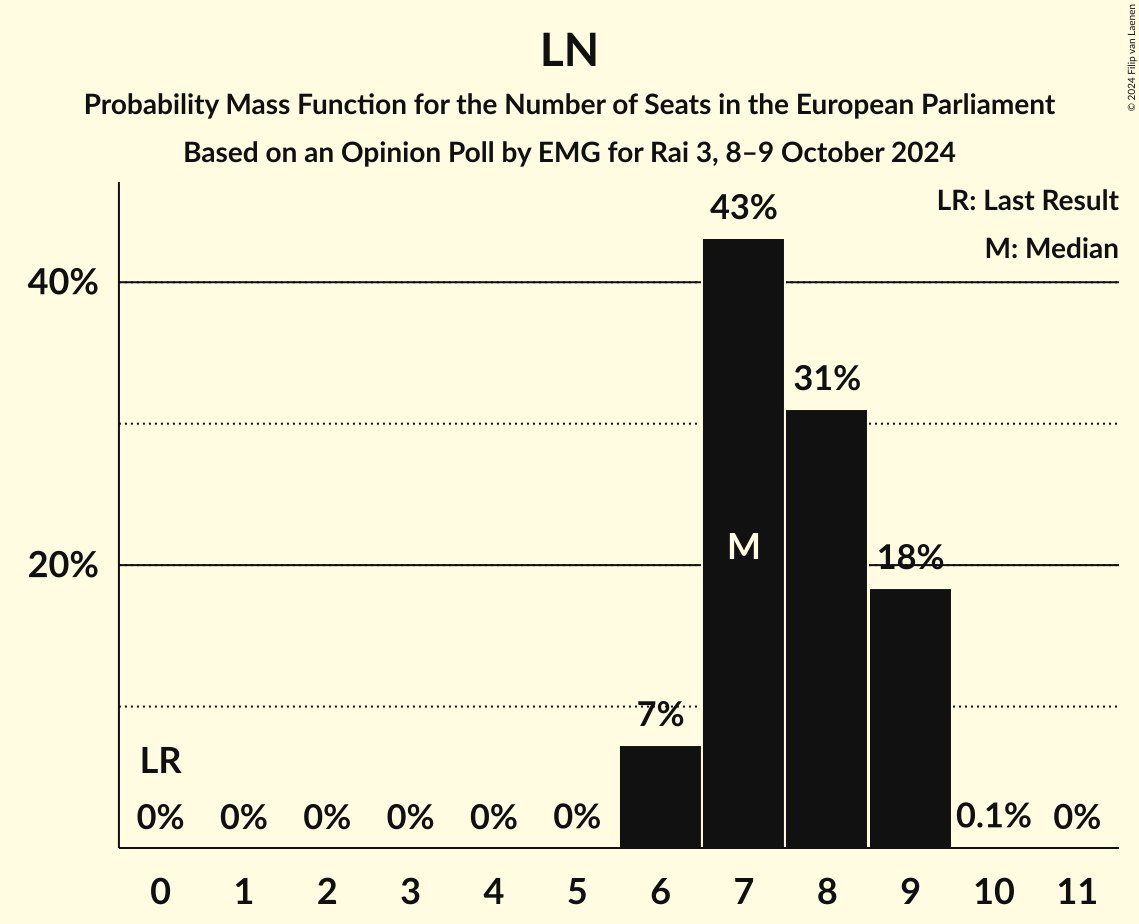 LN
Probability Mass Function for the Number of Seats in the European Parliament
Based on an Opinion Poll by EMG for Rai 3, 8–9 October 2024
© 2024 Filip van Laenen
LR: Last Result
M: Median
43%
40%
31%
M
20%
18%
7%
LR
0% 0% 0% 0% 0% 0% 0.1% 0%
0 1 2 3 4 5 6 7 8 9 10 11